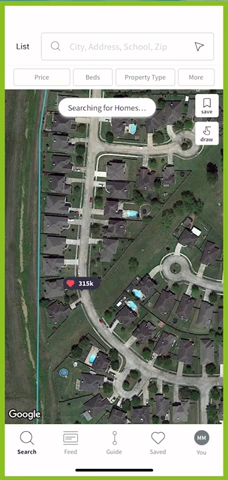 List
City, Address, School, Zip
Price
Beds
Property Type
More
Searching for Homes...
save
draw
315k
Google
MM
Search
Feed
Guide
Saved
You